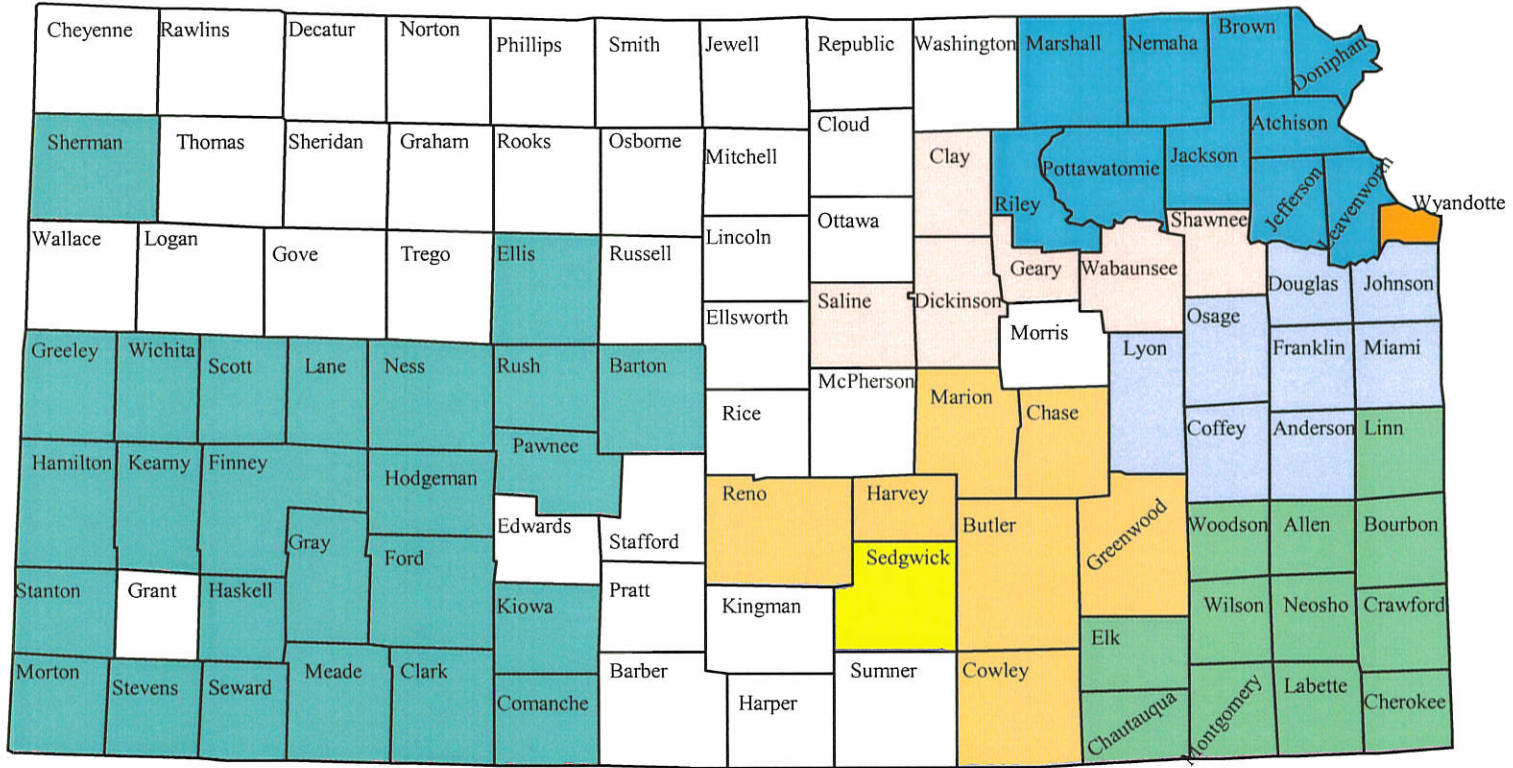 Cheyenne
Rawlins
Decatur
Norton
Phillips
Smith
Jewell
Republic
Washington
Marshall
Nemaha
Brown
Doniphan
Sherman
Thomas
Sheridan
Graham
Rooks
Osborne
Mitchell
Cloud
Clay
Riley
Pottawatomie
Jackson
Atchison
Jefferson
Leavenworth
Wyandotte
Wallace
Logan
Gove
Trego
Ellis
Russell
Lincoln
Ottawa
Saline
Dickinson
Geary
Wabaunsee
Shawnee
Douglas
Johnson
Ellsworth
Morris
Lyon
Osage
Franklin
Miami
Greeley
Wichita
Scott
Lane
Ness
Rush
Barton
Rice
McPherson
Marion
Chase
Coffey
Anderson
Linn
Hamilton
Kearny
Finney
Hodgeman
Pawnee
Edwards
Stafford
Reno
Harvey
Butler
Greenwood
Woodson
Allen
Bourbon
Gray
Ford
Sedgwick
Stanton
Grant
Haskell
Kiowa
Pratt
Kingman
Elk
Wilson
Neosho
Crawford
Morton
Stevens
Seward
Meade
Clark
Comanche
Barber
Harper
Sumner
Cowley
Chautauqua
Montgomery
Labette
Cherokee